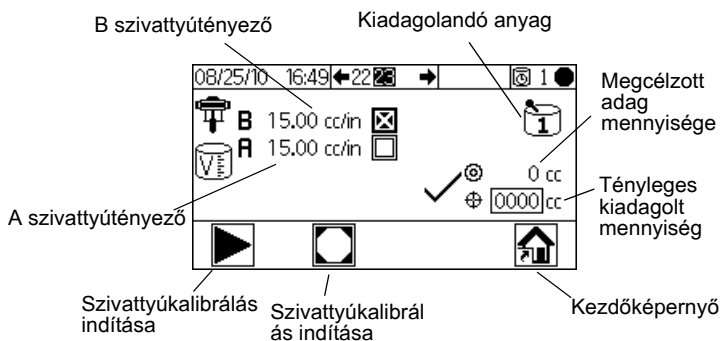 B szivattyútényező
Kiadagolandó anyag
08/25/10 16:49 22 23 1
Megcélzott
adag
mennyisége
B 15.00 cc/in
1
A 15.00 cc/in
0 cc
0000 cc
Tényleges
kiadagolt
mennyiség
A szivattyútényező
Szivattyúkalibrálás
indítása
Szivattyúkalibrál
ás indítása
Kezdőképernyő